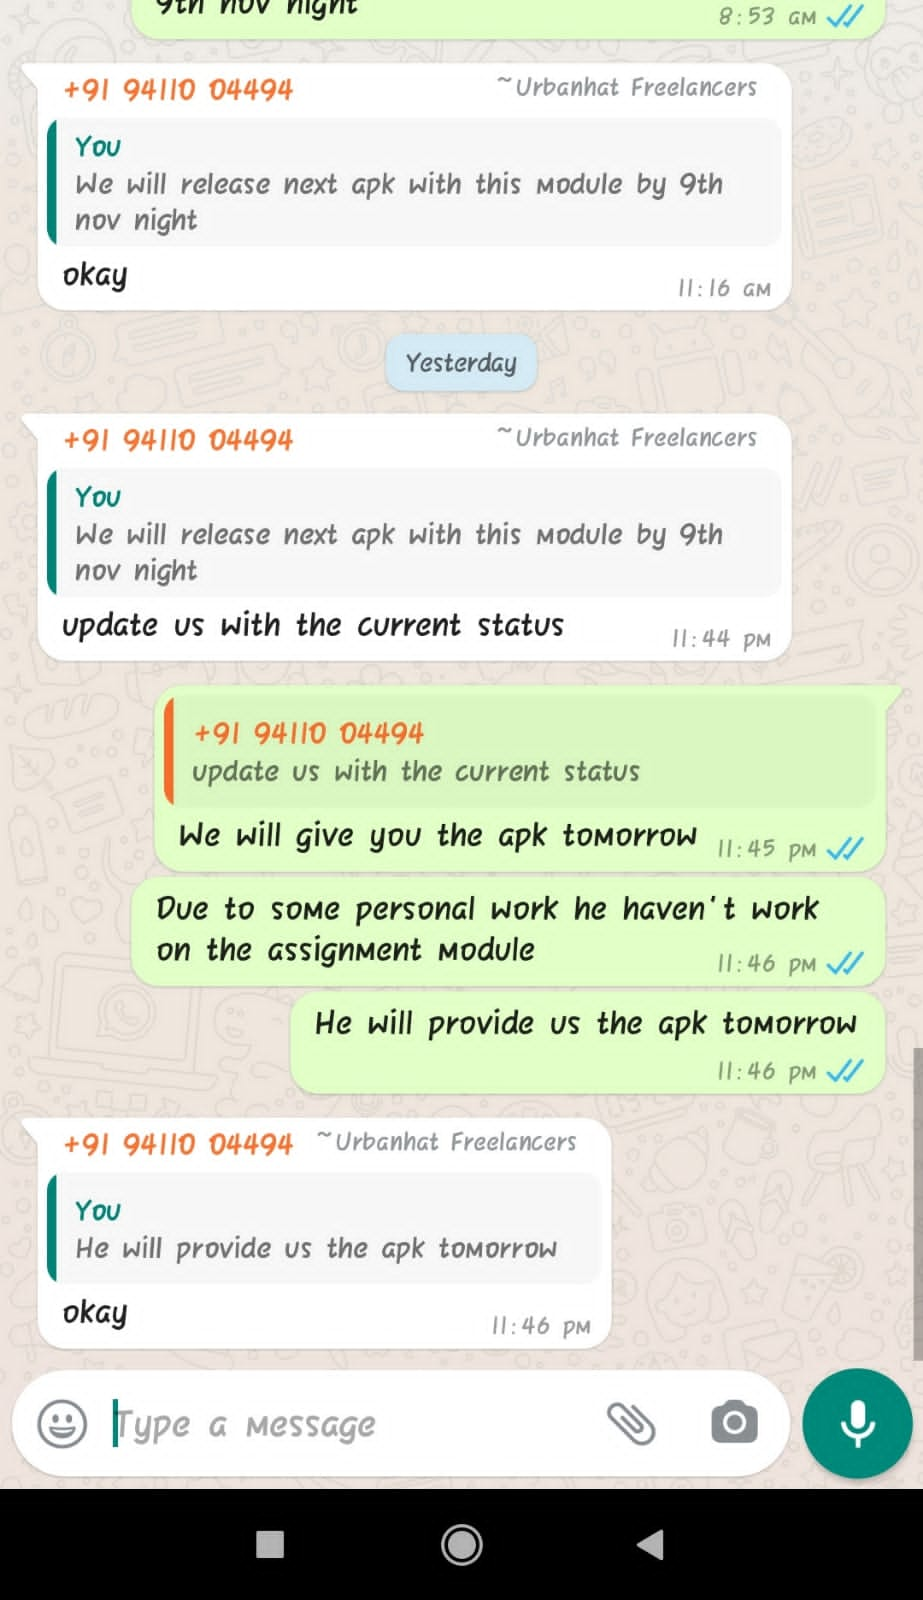 9th nov night
8:53 am
+91 94110 04494 ~Urbanhat Freelancers
You
We will release next apk with this module by 9th
nov night
okay
11:16 am
Yesterday
+91 94110 04494 ~Urbanhat Freelancers
You
We will release next apk with this module by 9th
nov night
update us with the current status
11:44 pm
+91 94110 04494
update us with the current status
We will give you the apk tomorrow 11:45 pm
Due to some personal work he haven't work
on the assignment module
11:46 pm
He will provide us the apk tomorrow
11:46 pm
+91 94110 04494 ~Urbanhat Freelancers
You
He will provide us the apk tomorrow
okay
11:46 pm
Type a message